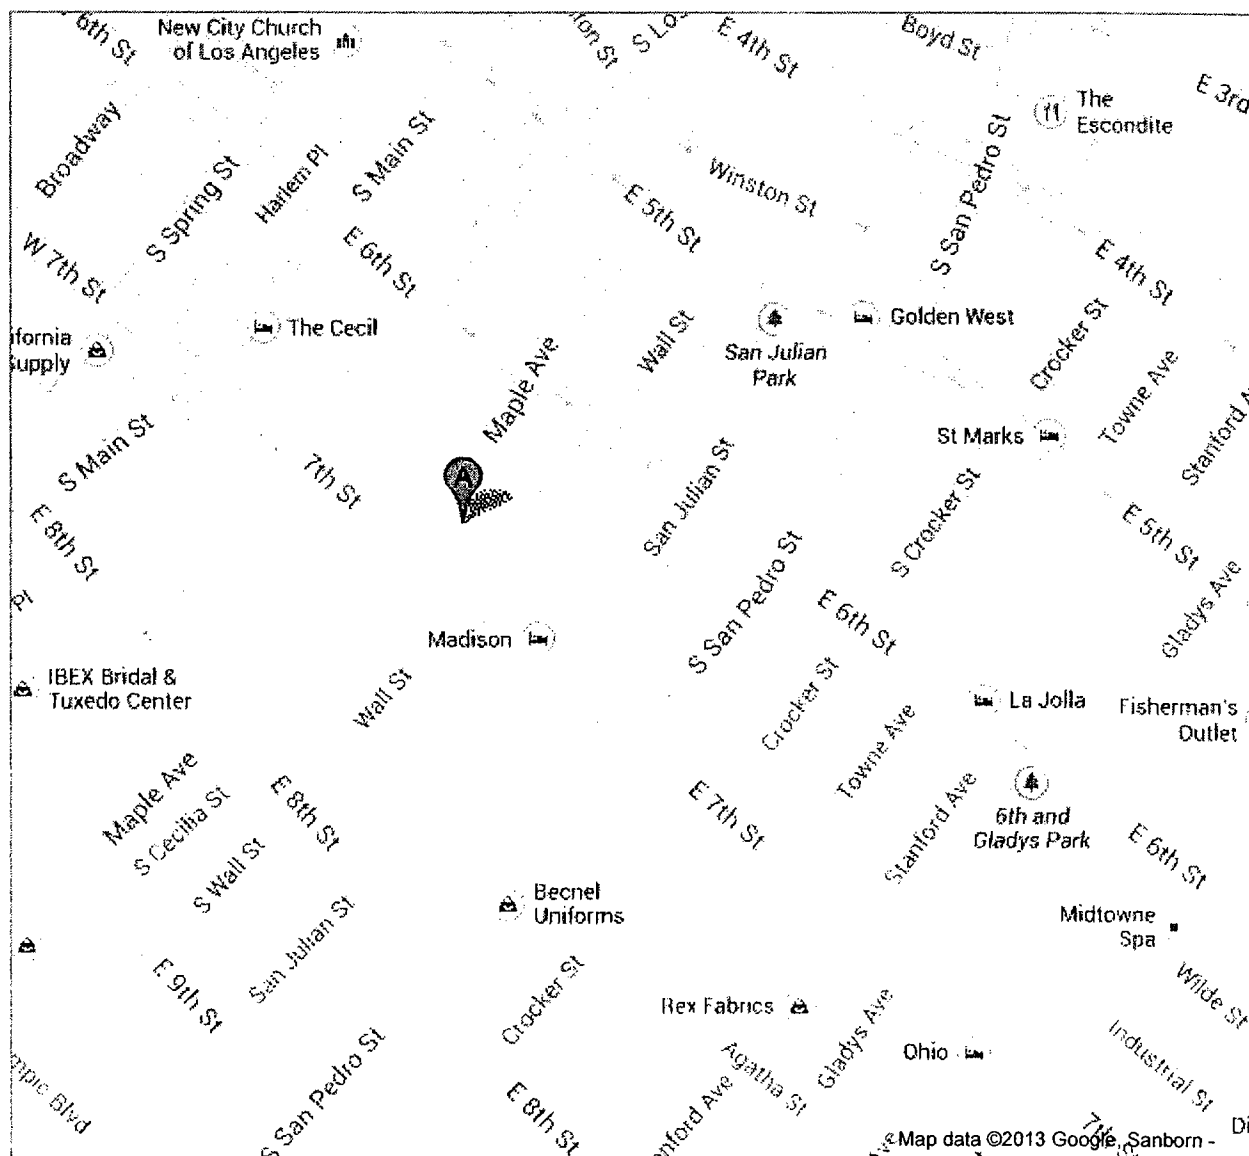 6th St
New City Church
of Los Angeles
E 4th St
Boyd St
E 3rd
The
Escondite
Broadway
S Spring St
Harlem Pl
S Main St
Winston St
S San Pedro St
E 5th St
W 7th St
E 6th St
E 4th St
The Cecil
Wall St
San Julian
Park
Golden West
Crocker St
Maple Ave
Towne Ave
S Main St
7th St
A
St Marks
San Julian St
S Crocker St
E 8th St
E 5th St
Pl
S San Pedro St
E 6th St
Gladys Ave
Madison
IBEX Bridal &
Tuxedo Center
Wall St
Crocker St
La Jolla
Fisherman's
Outlet
Towne Ave
Maple Ave
S Cecilia St
E 8th St
E 7th St
Stanford Ave
6th and
Gladys Park
E 6th St
S Wall St
Becnel
Uniforms
Midtowne
Spa
San Julian St
E 9th St
Crocker St
Rex Fabrics
Gladys Ave
Wilde St
Ohio
Agatha St
Industrial St
Blvd
S San Pedro St
E 8th St
Ave
Map data ©2013 Google, Sanborn -